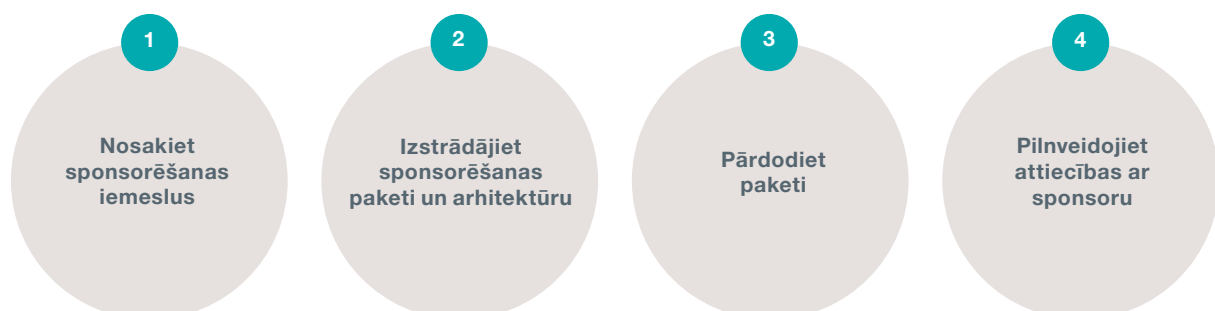 1
Nosakiet
sponsorēšanas
iemeslus
2
Izstrādājiet
sponsorēšanas
paketi un arhitektūru
3
Pārdodiet
paketi
4
Pilnveidojiet
attiecības ar
sponsoru